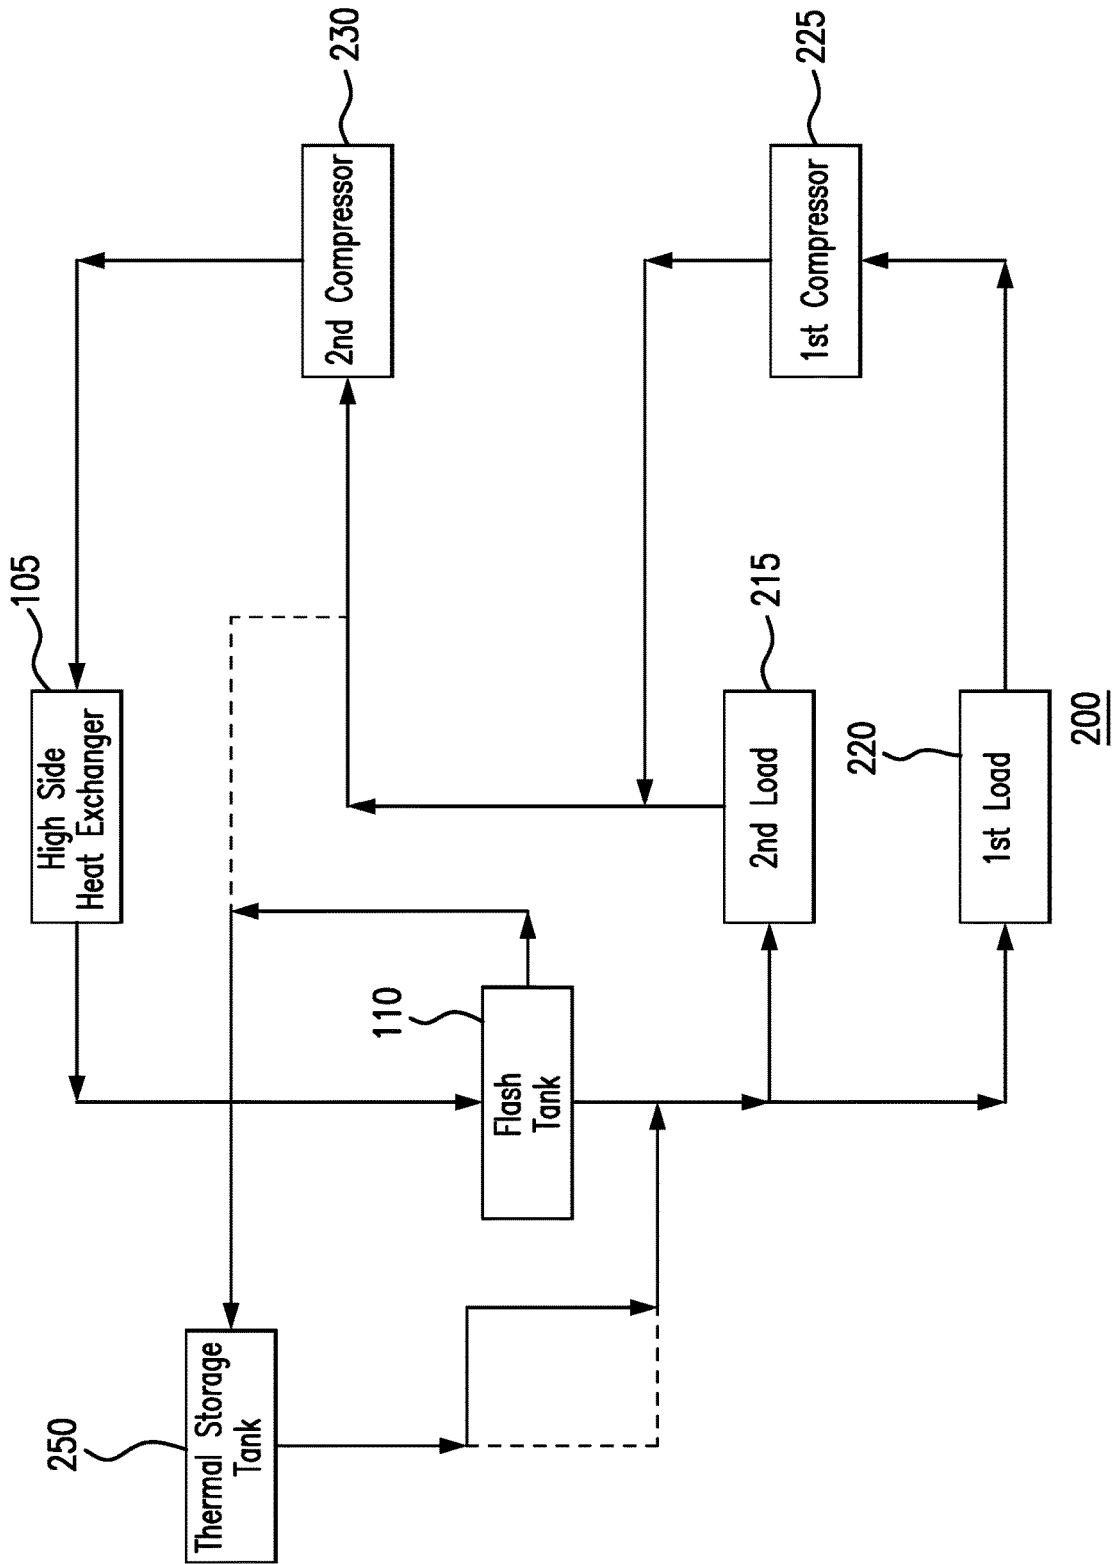 250
Thermal Storage
Tank
High Side
Heat Exchanger
105
2nd Compressor
230
110
Flash
Tank
2nd Load
215
1st Compressor
225
220
1st Load
200